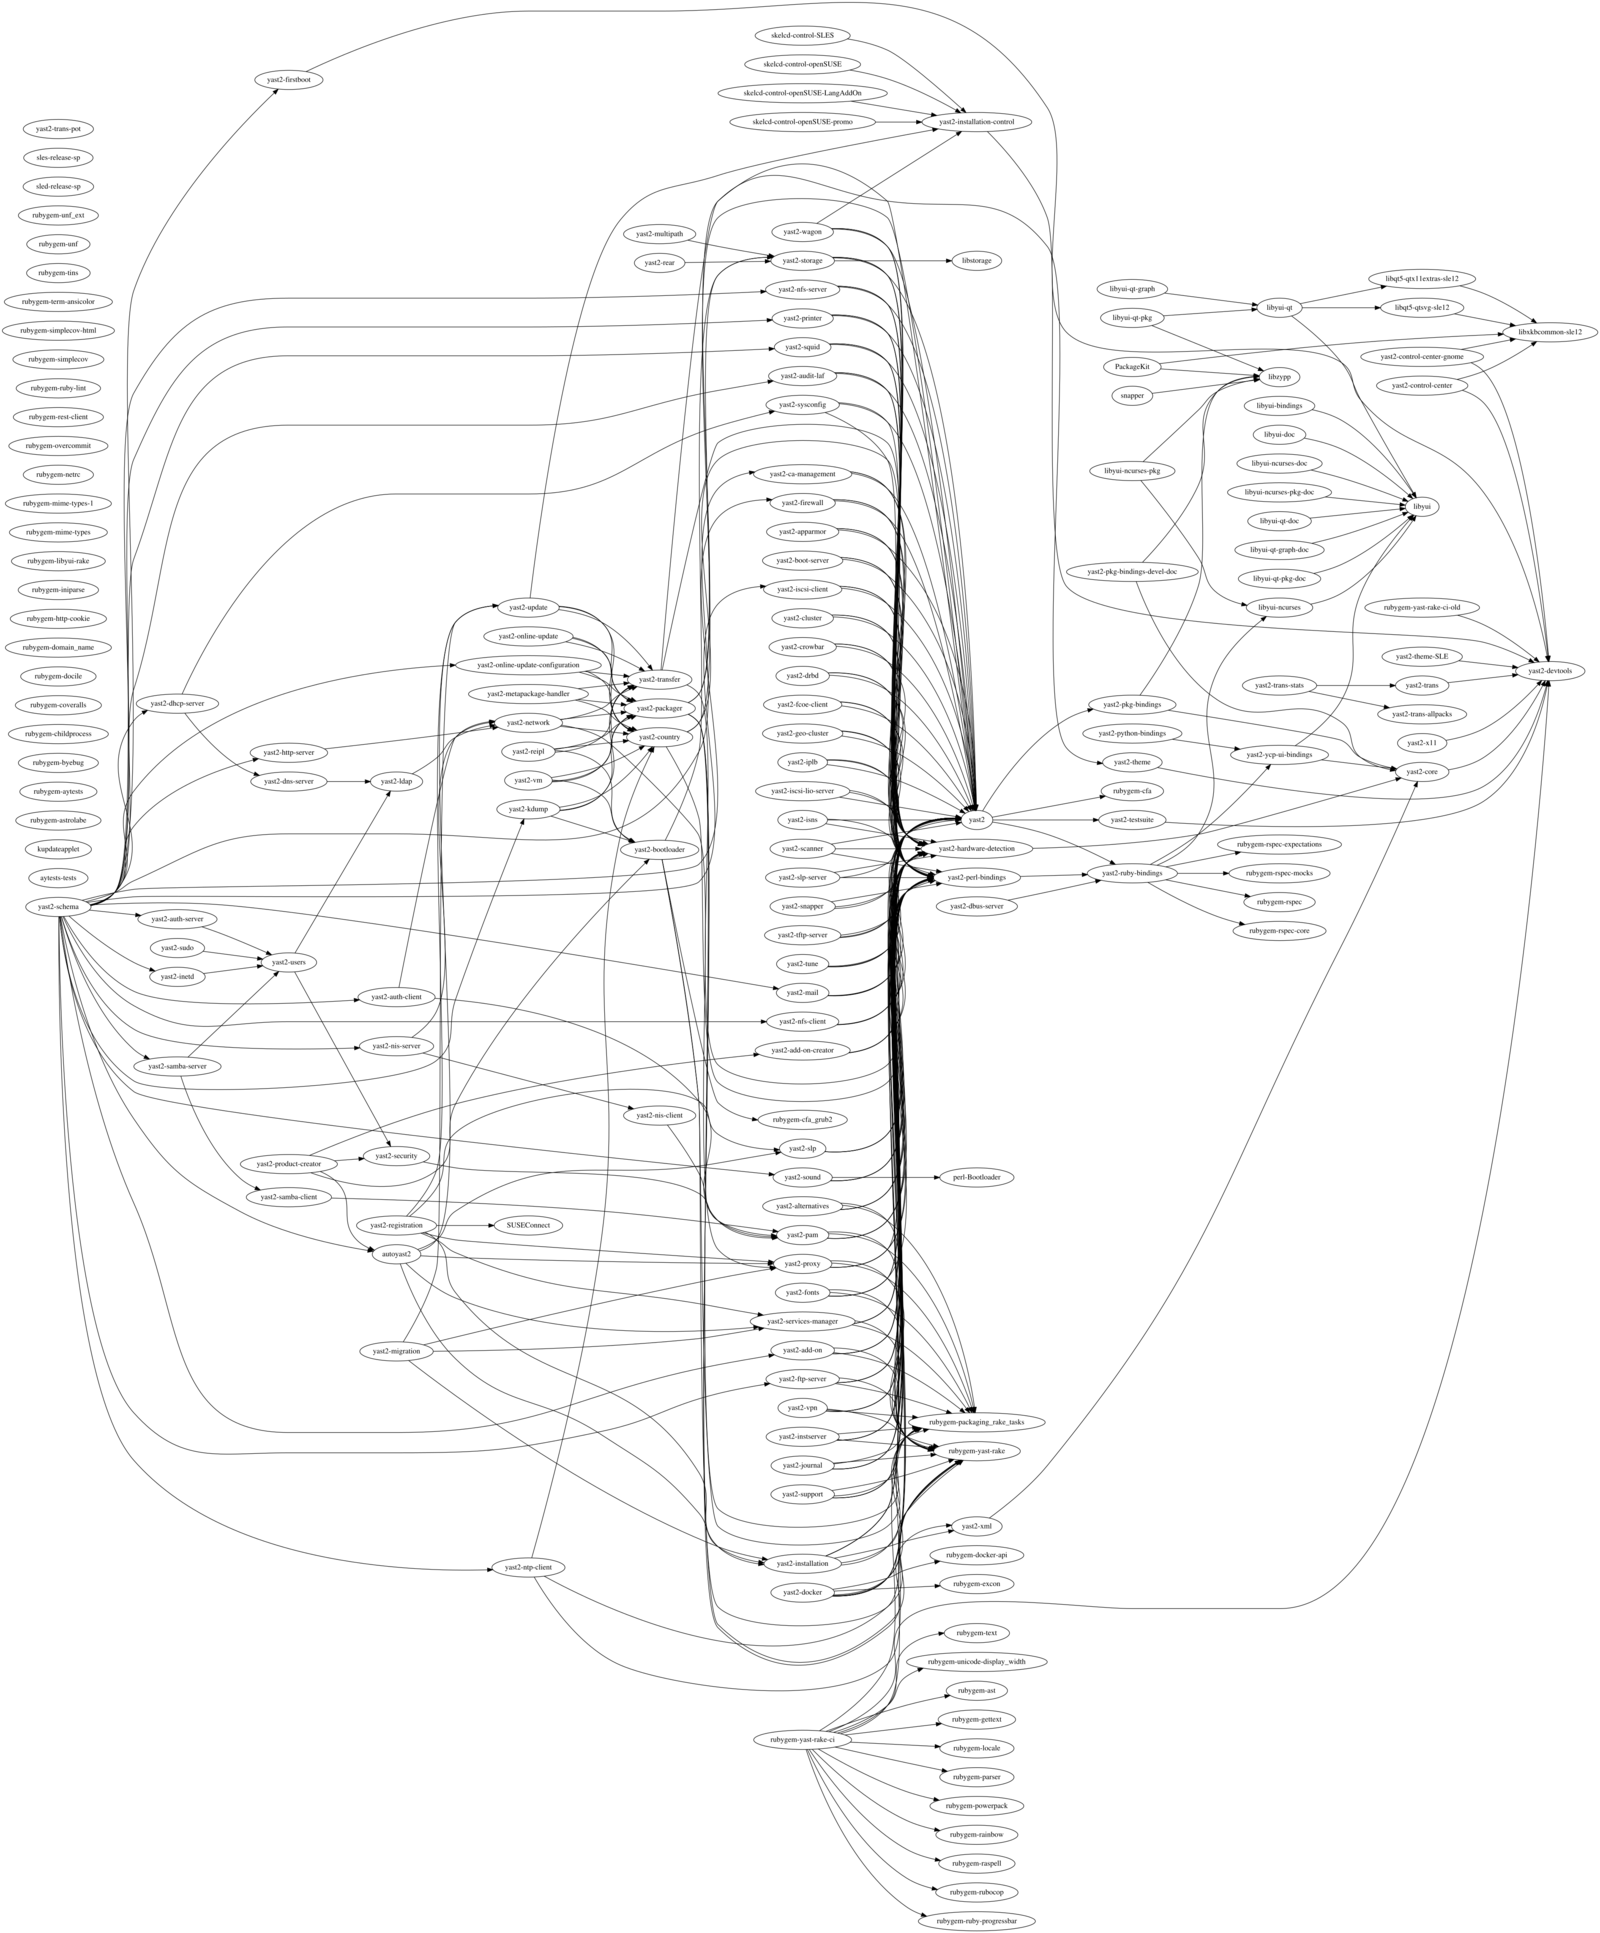 yast2-trans-pot
sles-release-sp
sled-release-sp
rubygem-unf_ext
rubygem-unf
rubygem-tins
rubygem-term-ansicolor
rubygem-simplecov-html
rubygem-simplecov
rubygem-ruby-lint
rubygem-rest-client
rubygem-overcommit
rubygem-netrc
rubygem-mime-types-1
rubygem-mime-types
rubygem-libyui-rake
rubygem-iniparse
rubygem-http-cookie
rubygem-domain_name
rubygem-docile
rubygem-coveralls
rubygem-childprocess
rubygem-byebug
rubygem-aytests
rubygem-astrolabe
kupdateapplet
aytests-tests
yast2-schema
yast2-dhcp-server
yast2-auth-server
yast2-sudo
yast2-inetd
yast2-samba-server
yast2-firstboot
yast2-http-server
yast2-dns-server
yast2-users
yast2-product-creator
yast2-samba-client
yast2-ldap
yast2-auth-client
yast2-nis-server
yast2-security
yast2-registration
autoyast2
yast2-migration
yast2-update
yast2-online-update
yast2-online-update-configuration
yast2-metapackage-handler
yast2-network
yast2-reipl
yast2-vm
yast2-kdump
SUSEConnect
yast2-ntp-client
yast2-multipath
yast2-rear
yast2-transfer
yast2-packager
yast2-country
yast2-bootloader
yast2-nis-client
skelcd-control-SLES
skelcd-control-openSUSE
skelcd-control-openSUSE-LangAddOn
skelcd-control-openSUSE-promo
yast2-wagon
yast2-storage
yast2-nfs-server
yast2-printer
yast2-squid
yast2-audit-laf
yast2-sysconfig
yast2-ca-management
yast2-firewall
yast2-apparmor
yast2-boot-server
yast2-iscsi-client
yast2-cluster
yast2-crowbar
yast2-drbd
yast2-fcoe-client
yast2-geo-cluster
yast2-iplb
yast2-iscsi-lio-server
yast2-isns
yast2-scanner
yast2-slp-server
yast2-snapper
yast2-tftp-server
yast2-tune
yast2-mail
yast2-nfs-client
yast2-add-on-creator
rubygem-cfa_grub2
yast2-slp
yast2-sound
yast2-alternatives
yast2-pam
yast2-proxy
yast2-fonts
yast2-services-manager
yast2-add-on
yast2-ftp-server
yast2-vpn
yast2-instserver
yast2-journal
yast2-support
yast2-installation
yast2-docker
rubygem-yast-rake-ci
yast2-installation-control
libstorage
yast2
yast2-hardware-detection
yast2-perl-bindings
yast2-dbus-server
perl-Bootloader
rubygem-packaging_rake_tasks
rubygem-yast-rake
yast2-xml
rubygem-docker-api
rubygem-excon
rubygem-text
rubygem-unicode-display_width
rubygem-ast
rubygem-gettext
rubygem-locale
rubygem-parser
rubygem-powerpack
rubygem-rainbow
rubygem-raspell
rubygem-rubocop
rubygem-ruby-progressbar
libyui-qt-graph
libyui-qt-pkg
PackageKit
snapper
libyui-ncurses-pkg
yast2-pkg-bindings-devel-doc
yast2-pkg-bindings
yast2-python-bindings
yast2-theme
rubygem-cfa
yast2-testsuite
yast2-ruby-bindings
libyui-qt
libzypp
libyui-bindings
libyui-doc
libyui-ncurses-doc
libyui-ncurses-pkg-doc
libyui-qt-doc
libyui-qt-graph-doc
libyui-qt-pkg-doc
libyui-ncurses
yast2-trans-stats
yast2-ycp-ui-bindings
rubygem-rspec-expectations
rubygem-rspec-mocks
rubygem-rspec
rubygem-rspec-core
libqt5-qtx11extras-sle12
libqt5-qtsvg-sle12
yast2-control-center-gnome
yast2-control-center
libyui
rubygem-yast-rake-ci-old
yast2-theme-SLE
yast2-trans
yast2-trans-allpacks
yast2-x11
yast2-core
libxkbcommon-sle12
yast2-devtools